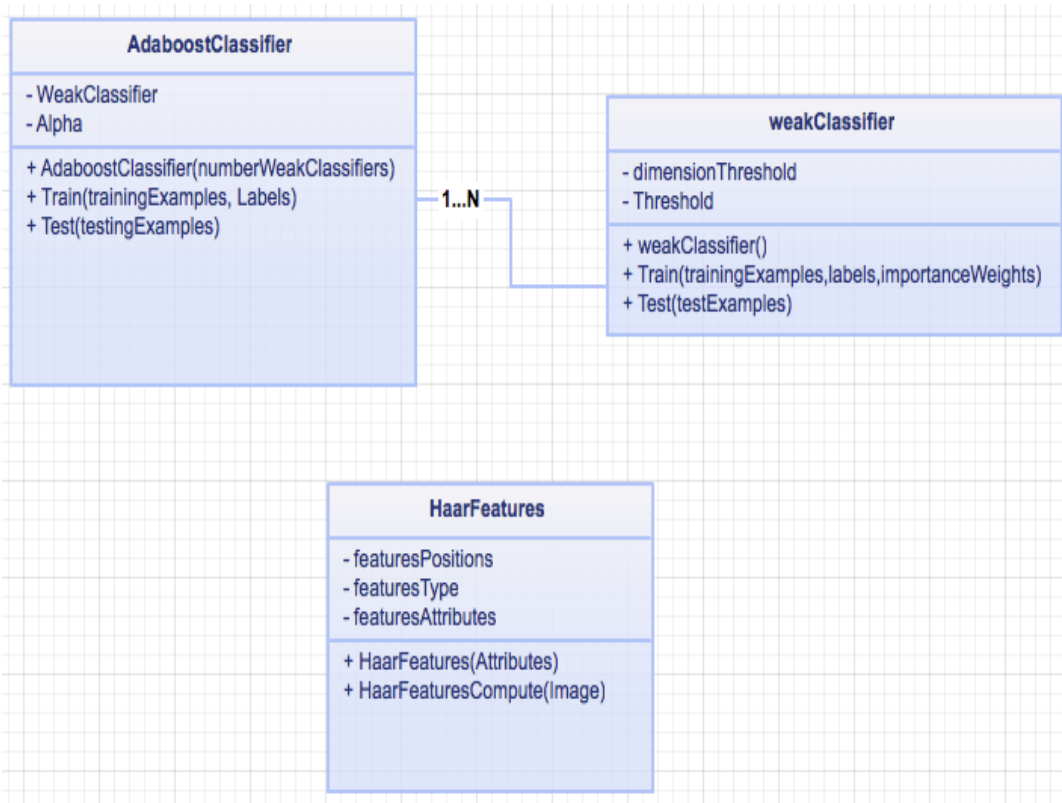 AdaboostClassifier
- WeakClassifier
- Alpha
+ AdaboostClassifier(numberWeakClassifiers)
+ Train(trainingExamples, Labels)
+ Test(testingExamples)
1...N
weakClassifier
- dimensionThreshold
- Threshold
+ weakClassifier()
+ Train(trainingExamples,labels,importanceWeights)
+ Test(testExamples)
HaarFeatures
- featuresPositions
- featuresType
- featuresAttributes
+ HaarFeatures(Attributes)
+ HaarFeaturesCompute(Image)